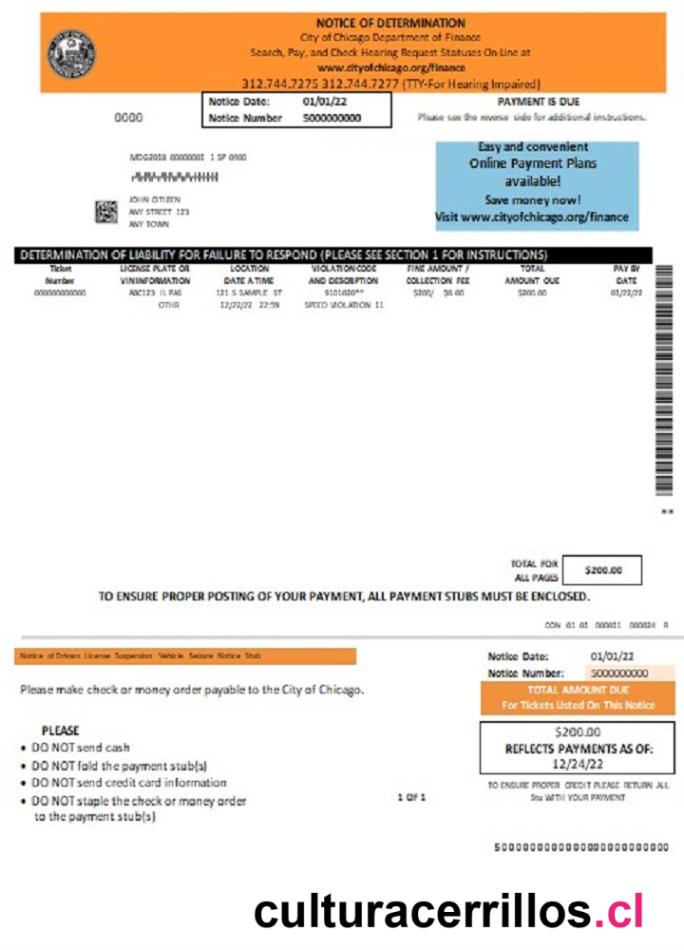 NOTICE OF DETERMINATION
City of Chicago Department of Finance
Search, Pay, and Check Hearing Request Statuses On-Line at
www.cityofchicago.org/finance
312.744.7275 312.744.7277 (TTY-For Hearing Impaired)
Notice Date: 01/01/22
Notice Number 5000000000
0000
PAYMENT IS DUE
Please see the reverse side for additional instructions.
MDG2018 00000001 1 SP 0000
JOHN CITIZEN
ANY STREET 123
ANY TOWN
Easy and convenient
Online Payment Plans
available!
Save money now!
Visit www.cityofchicago.org/finance
DETERMINATION OF LIABILITY FOR FAILURE TO RESPOND (PLEASE SEE SECTION 1 FOR INSTRUCTIONS)
Ticket LICENSE PLATE OR LOCATION VIOLATION CODE FINE AMOUNT / TOTAL PAY BY
Number VIN INFORMATION DATE A TIME AND DESCRIPTION COLLECTION FEE AMOUNT OUE DATE
000000000000 ABC123 IL PAS 121 S SAMPLE ST 9101020** $200/ $0.00 $200.00 01/22/22
OTHR 12/22/22 22:59 SPEED VIOLATION 11
**
TOTAL FOR
ALL PAGES
$200.00
TO ENSURE PROPER POSTING OF YOUR PAYMENT, ALL PAYMENT STUBS MUST BE ENCLOSED.
CON 01 01 000011 000024 R
Notice of Drivers License Suspension Vehicle Seizure Notice Stub
Notice Date: 01/01/22
Notice Number: 5000000000
TOTAL AMOUNT DUE
For Tickets Listed On This Notice
Please make check or money order payable to the City of Chicago.
$200.00
REFLECTS PAYMENTS AS OF:
12/24/22
PLEASE
• DO NOT send cash
• DO NOT fold the payment stub(s)
• DO NOT send credit card information
• DO NOT staple the check or money order
to the payment stub(s)
1 OF 1
TO ENSURE PROPER CREDIT PLEASE RETURN ALL
Stu WITH YOUR PAYMENT
culturacerrillos.cl